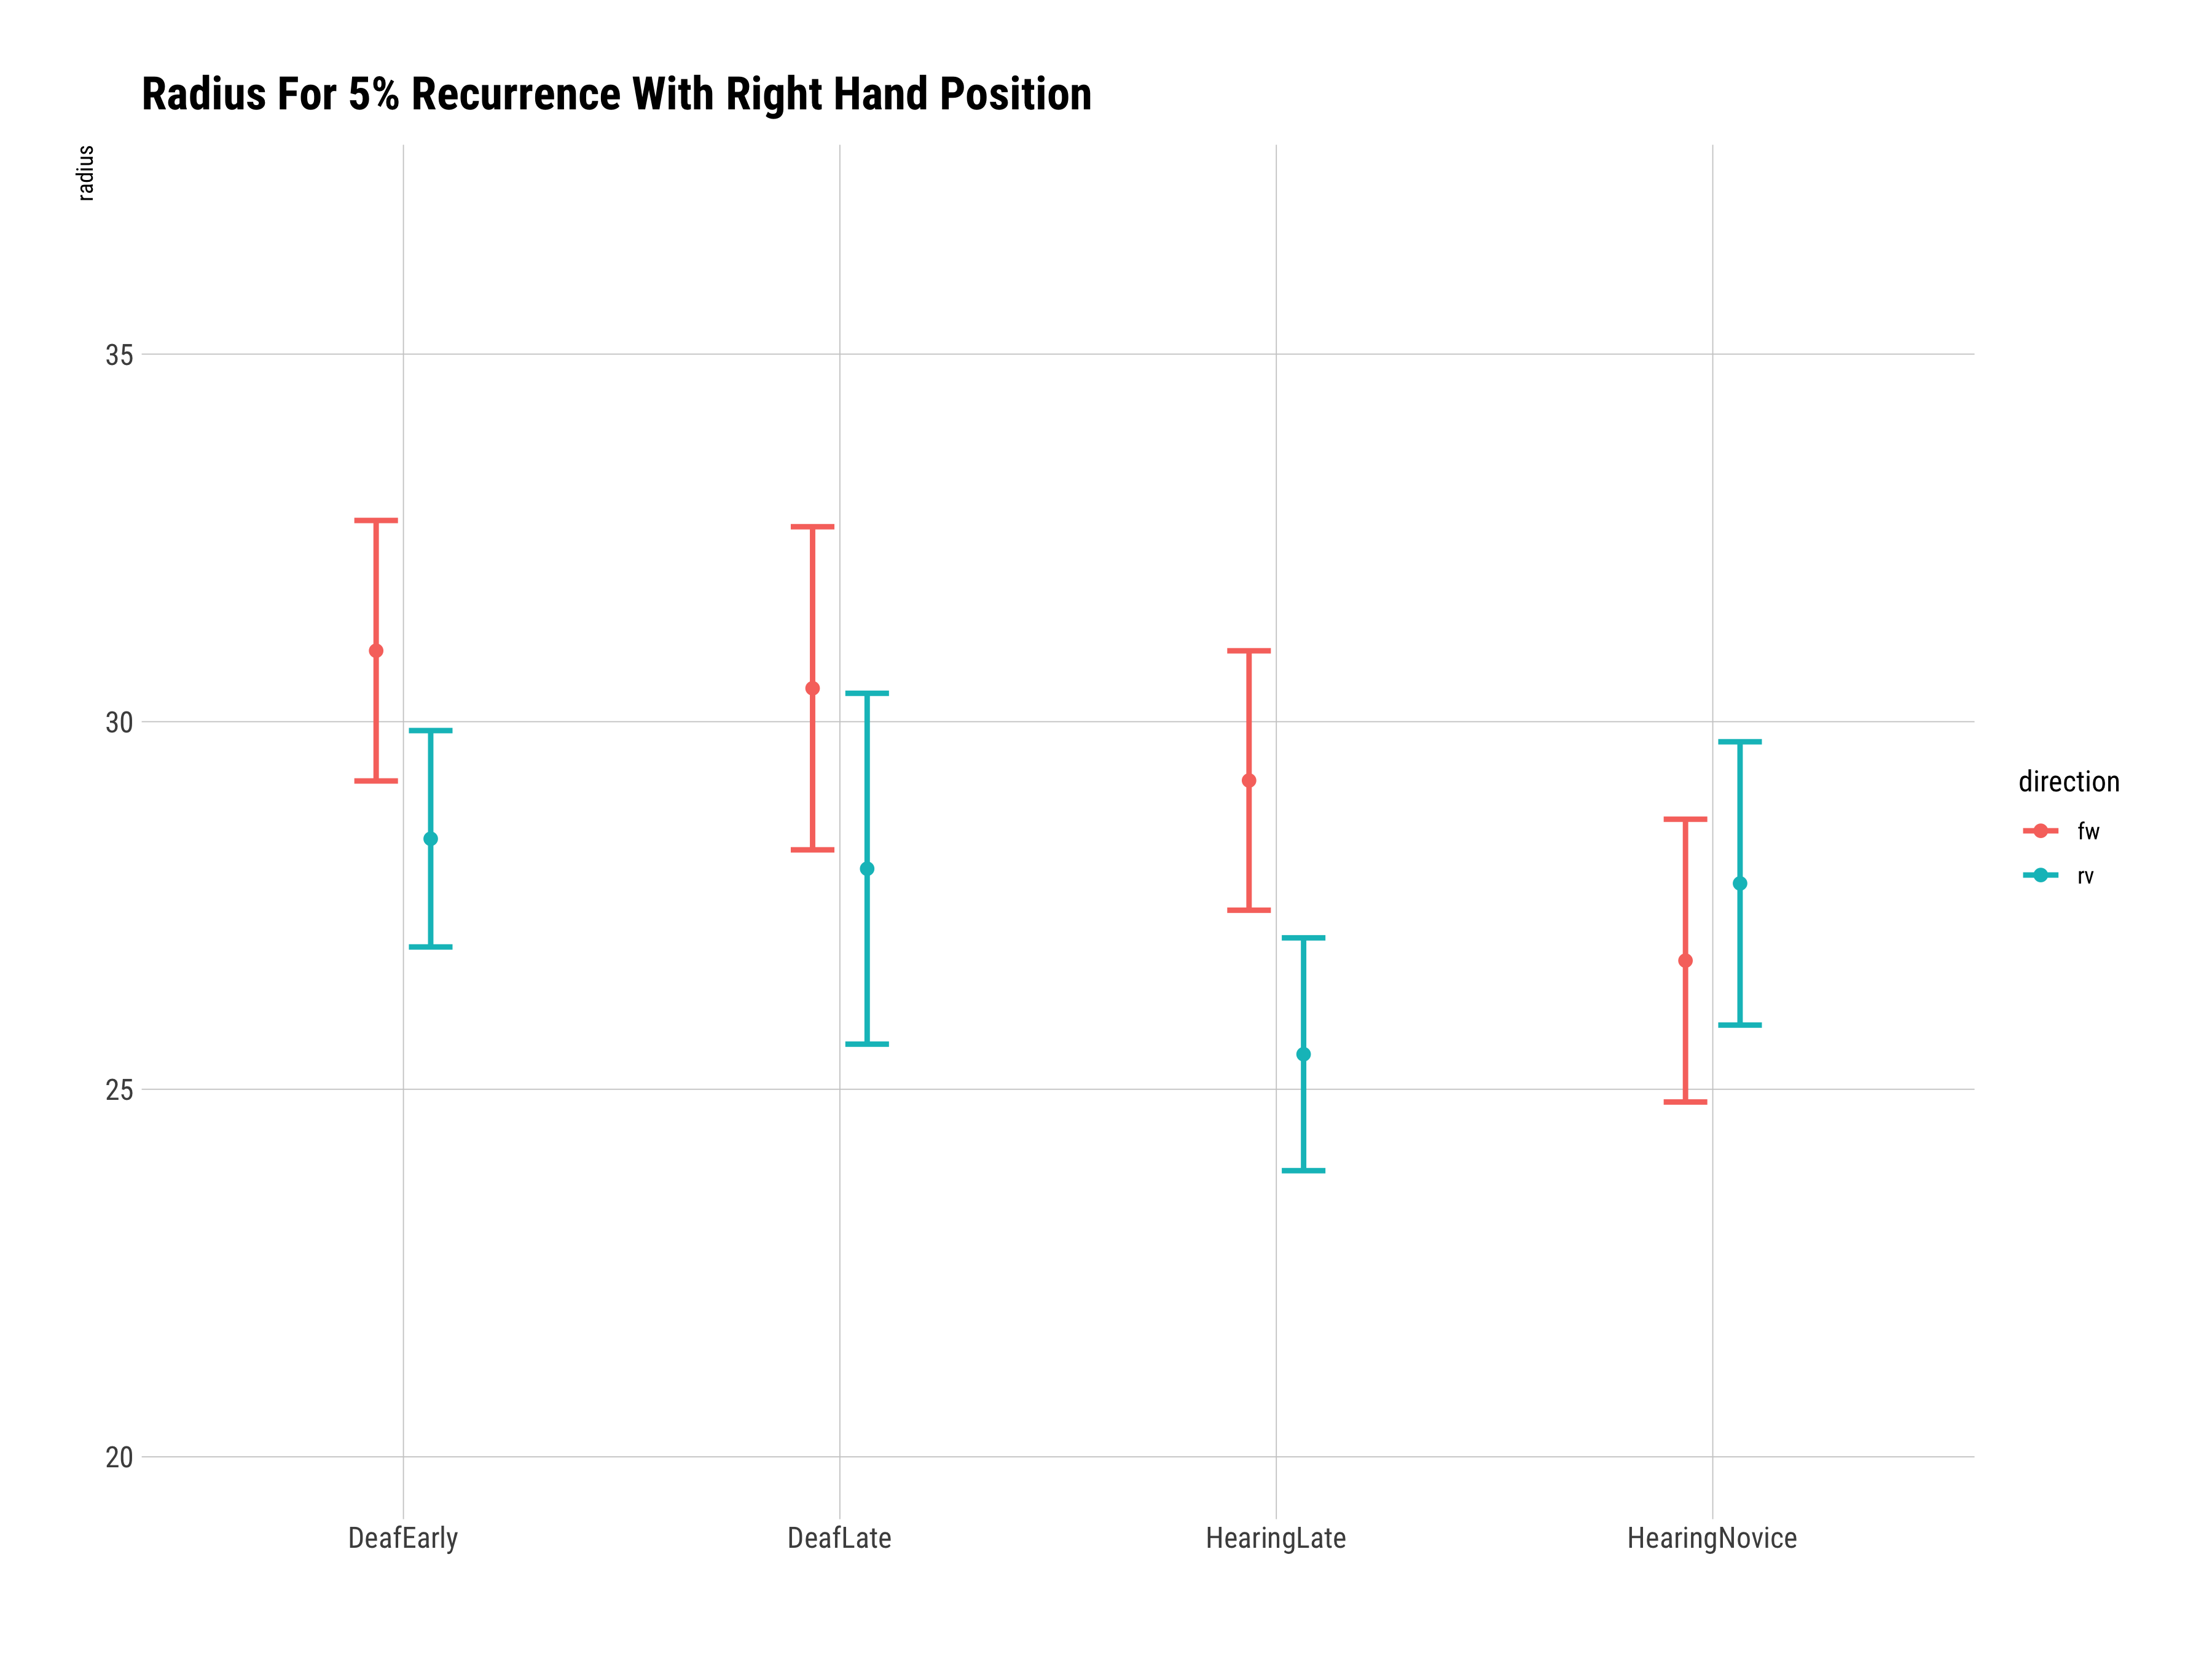 Radius For 5% Recurrence With Right Hand Position
radius
35
30
25
20
DeafEarly
DeafLate
HearingLate
HearingNovice
direction
fw
rv